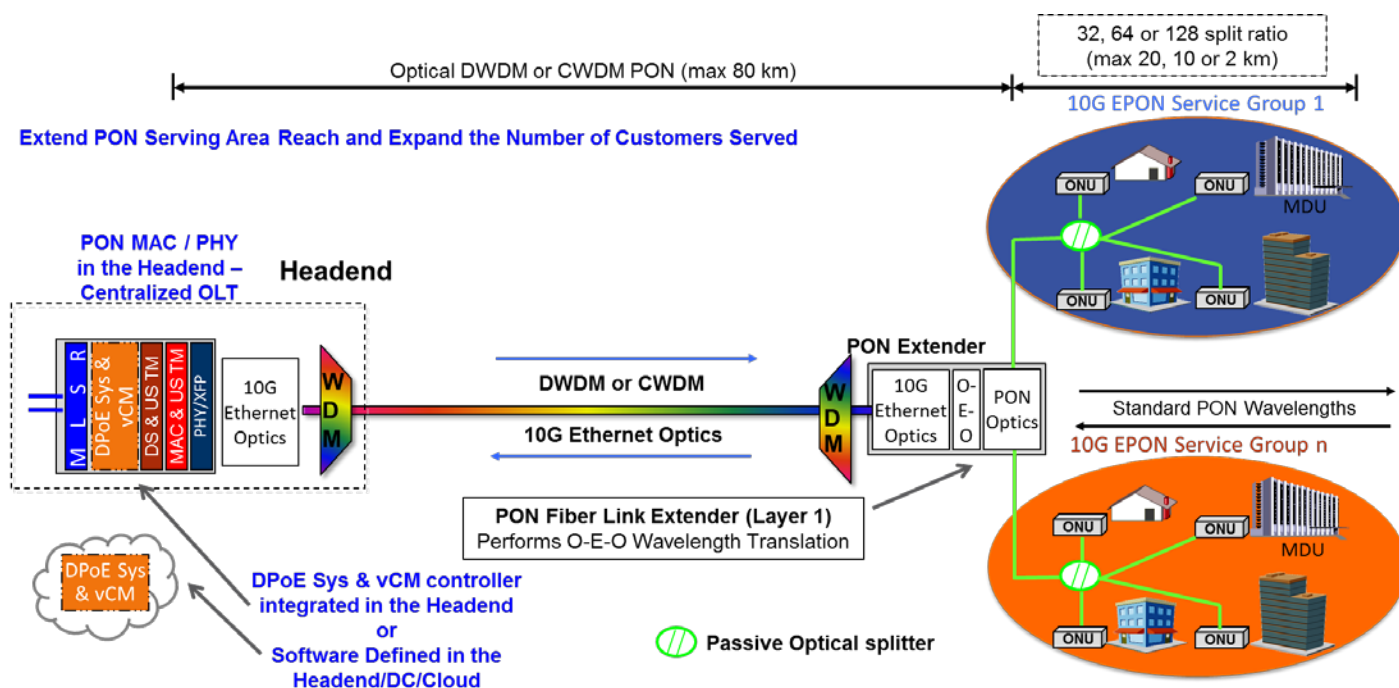 32, 64 or 128 split ratio
(max 20, 10 or 2 km)
Optical DWDM or CWDM PON (max 80 km)
10G EPON Service Group 1
Extend PON Serving Area Reach and Expand the Number of Customers Served
ONU
ONU
MDU
ONU
ONU
PON MAC / PHY
in the Headend –
Centralized OLT
Headend
M L S R
DPoE Sys &
vCM
DS & US TM
MAC & US TM
PHY/XFP
10G
Ethernet
Optics
WDM
DWDM or CWDM
10G Ethernet Optics
WDM
PON Extender
10G
Ethernet
Optics
O-
E-
O
PON
Optics
Standard PON Wavelengths
10G EPON Service Group n
PON Fiber Link Extender (Layer 1)
Performs O-E-O Wavelength Translation
ONU
ONU
MDU
ONU
ONU
DPoE Sys
& vCM
DPoE Sys & vCM controller
integrated in the Headend
or
Software Defined in the
Headend/DC/Cloud
Passive Optical splitter